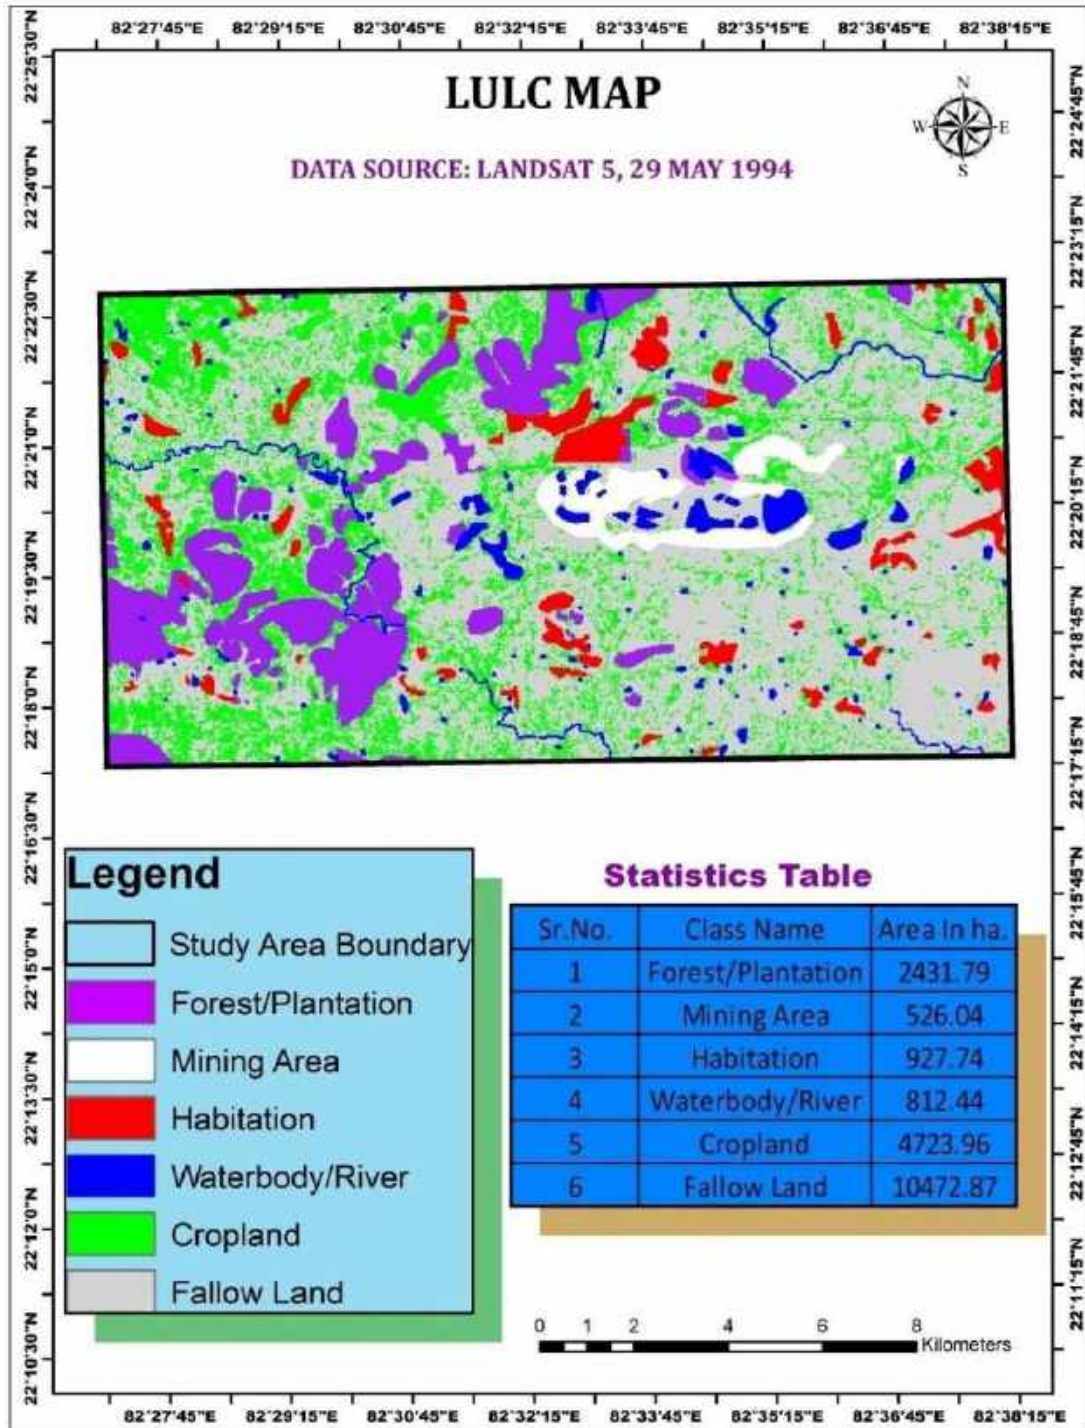 82°27'45"E 82°29'15"E 82°30'45"E 82°32'15"E 82°33'45"E 82°35'15"E 82°36'45"E 82°38'15"E
LULC MAP
N
W E
S
DATA SOURCE: LANDSAT 5, 29 MAY 1994
22°25'30"N
22°24'0"N
22°22'30"N
22°21'0"N
22°19'30"N
22°18'0"N
22°16'30"N
22°15'0"N
22°13'30"N
22°12'0"N
22°10'30"N
22°24'45"N
22°23'15"N
22°21'45"N
22°20'15"N
22°18'45"N
22°17'15"N
22°15'45"N
22°14'15"N
22°12'45"N
22°11'15"N
Legend
Study Area Boundary
Forest/Plantation
Mining Area
Habitation
Waterbody/River
Cropland
Fallow Land
Statistics Table
Sr.No. Class Name Area In ha.
1 Forest/Plantation 2431.79
2 Mining Area 526.04
3 Habitation 927.74
4 Waterbody/River 812.44
5 Cropland 4723.96
6 Fallow Land 10472.87
0 1 2 4 6 8
Kilometers
82°27'45"E 82°29'15"E 82°30'45"E 82°32'15"E 82°33'45"E 82°35'15"E 82°36'45"E 82°38'15"E